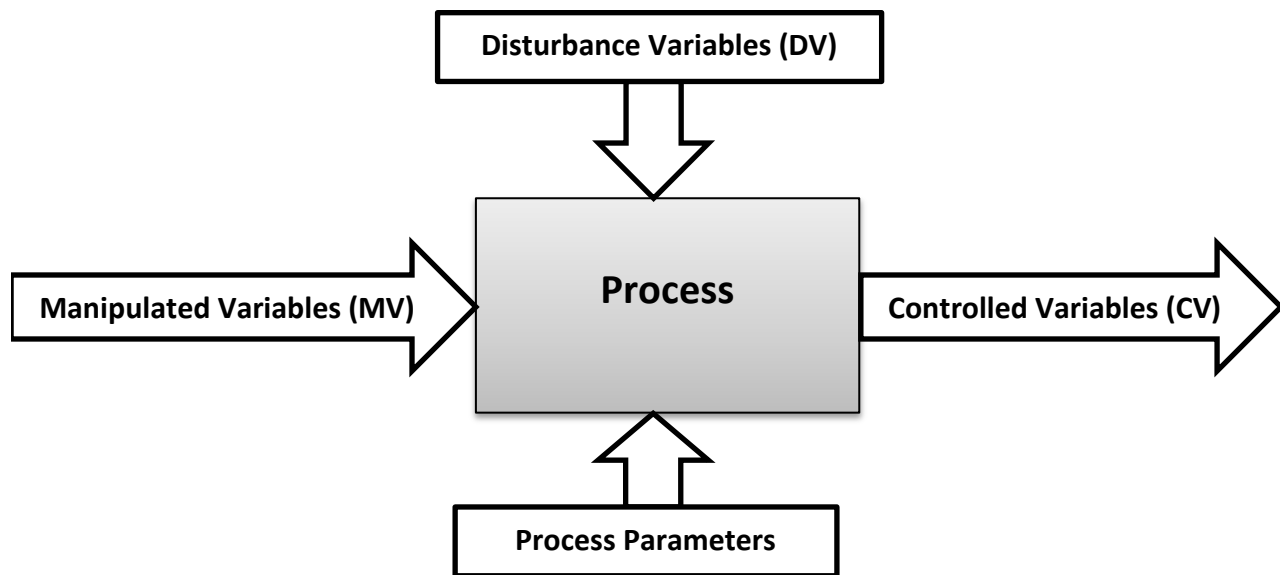 Disturbance Variables (DV)
Process
Manipulated Variables (MV)
Controlled Variables (CV)
Process Parameters